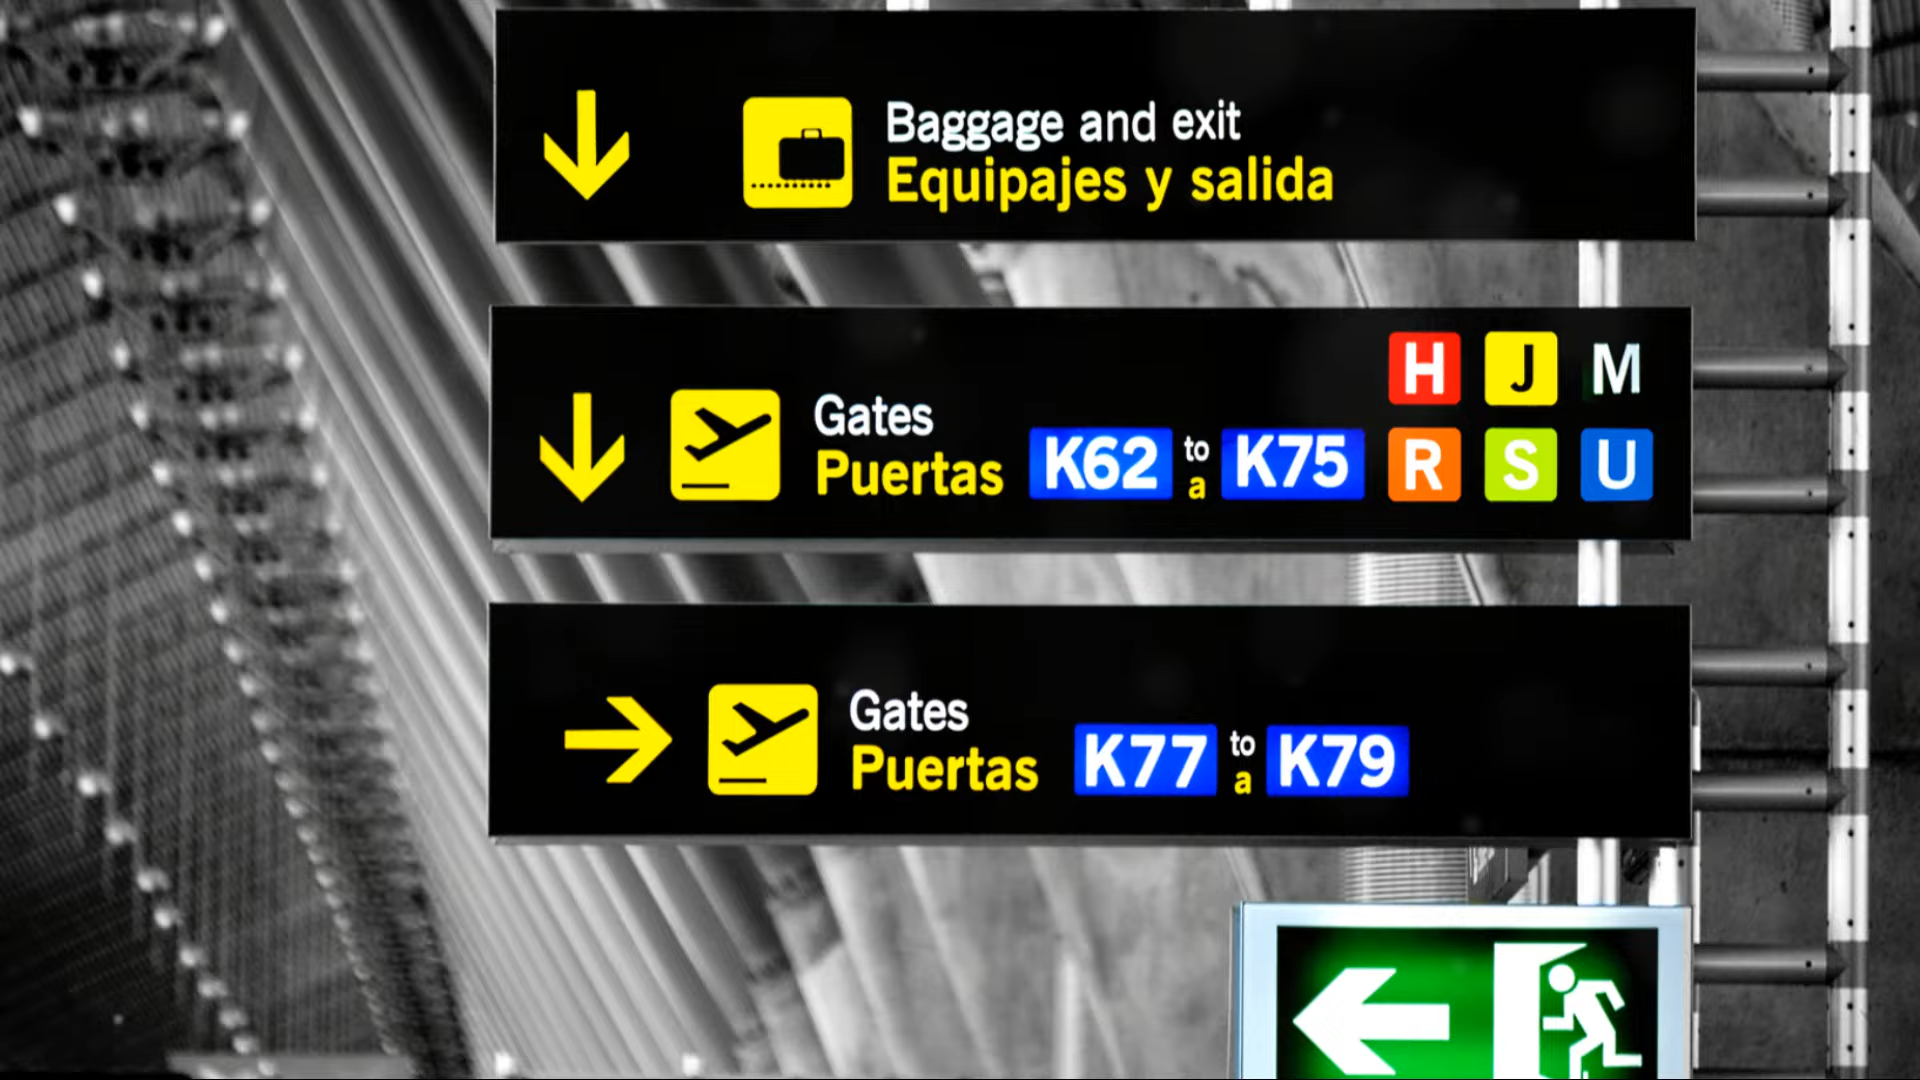 Baggage and exit
Equipajes y salida
H J M
Gates
Puertas K62 to a K75 R S U
Gates
Puertas K77 to a K79